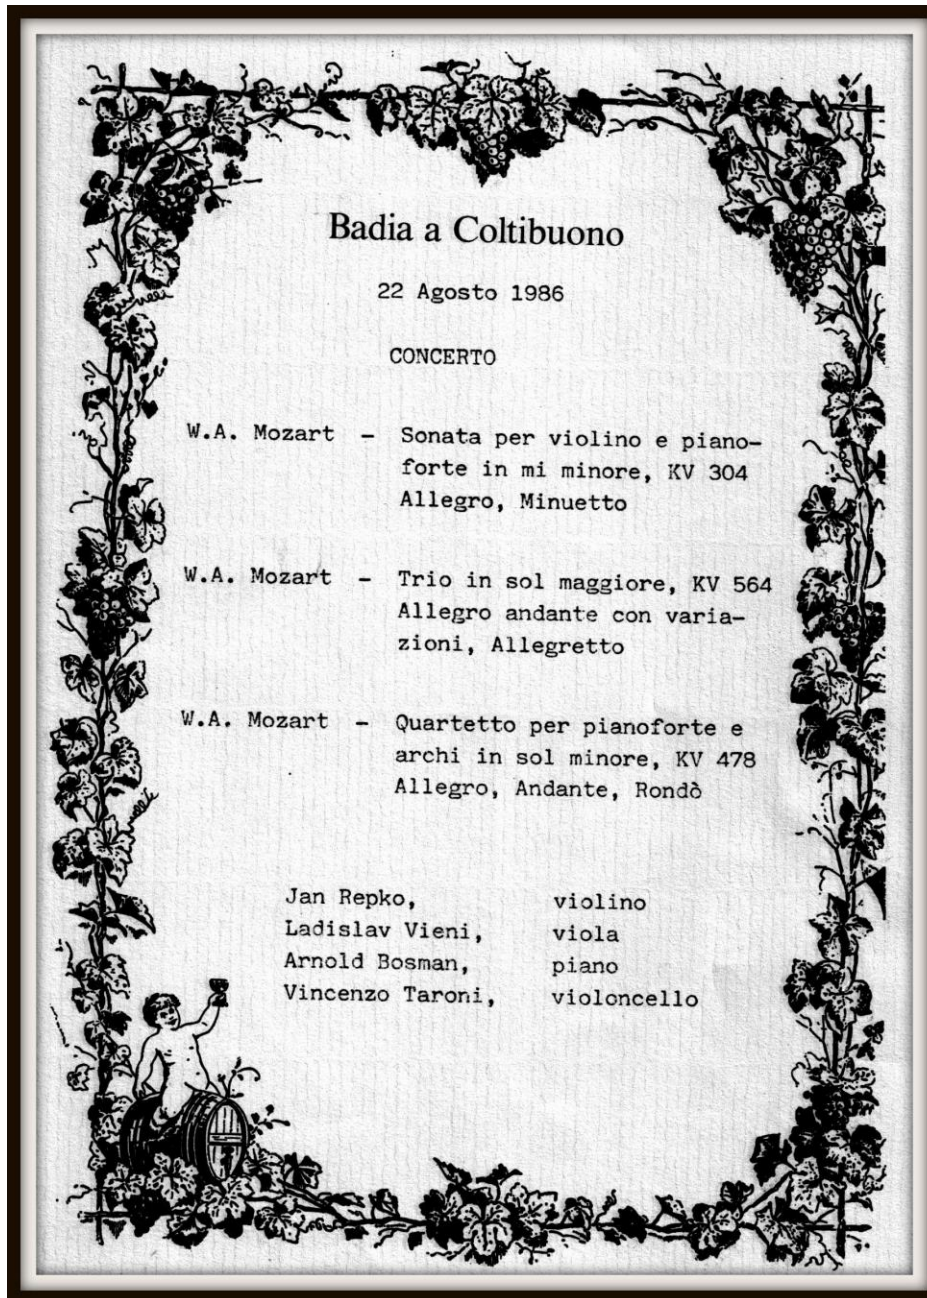 Badia a Coltibuono
22 Agosto 1986
CONCERTO
W.A. Mozart - Sonata per violino e piano-
forte in mi minore, KV 304
Allegro, Minuetto
W.A. Mozart - Trio in sol maggiore, KV 564
Allegro andante con varia-
zioni, Allegretto
W.A. Mozart - Quartetto per pianoforte e
archi in sol minore, KV 478
Allegro, Andante, Rondò
Jan Repko, violino
Ladislav Vieni, viola
Arnold Bosman, piano
Vincenzo Taroni, violoncello